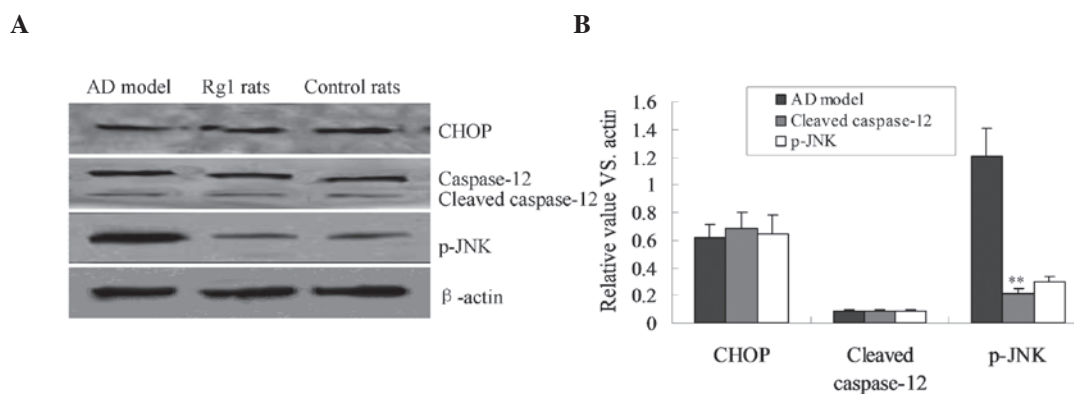 A
B
AD model Rg1 rats Control rats
CHOP
Caspase-12
Cleaved caspase-12
p-JNK
β-actin
Relative value VS. actin
1.6
1.4
1.2
1
0.8
0.6
0.4
0.2
0
AD model
Cleaved caspase-12
p-JNK
**
CHOP
Cleaved
caspase-12
p-JNK